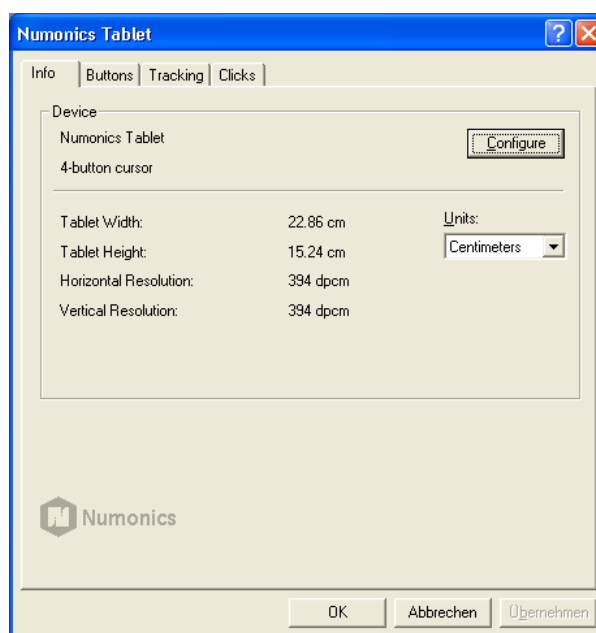 Numonics Tablet
Info Buttons Tracking Clicks
Device
Numonics Tablet
Configure
4-button cursor
Tablet Width: 22.86 cm Units:
Tablet Height: 15.24 cm Centimeters
Horizontal Resolution: 394 dpcm
Vertical Resolution: 394 dpcm
Numonics
OK Abbrechen Übernehmen